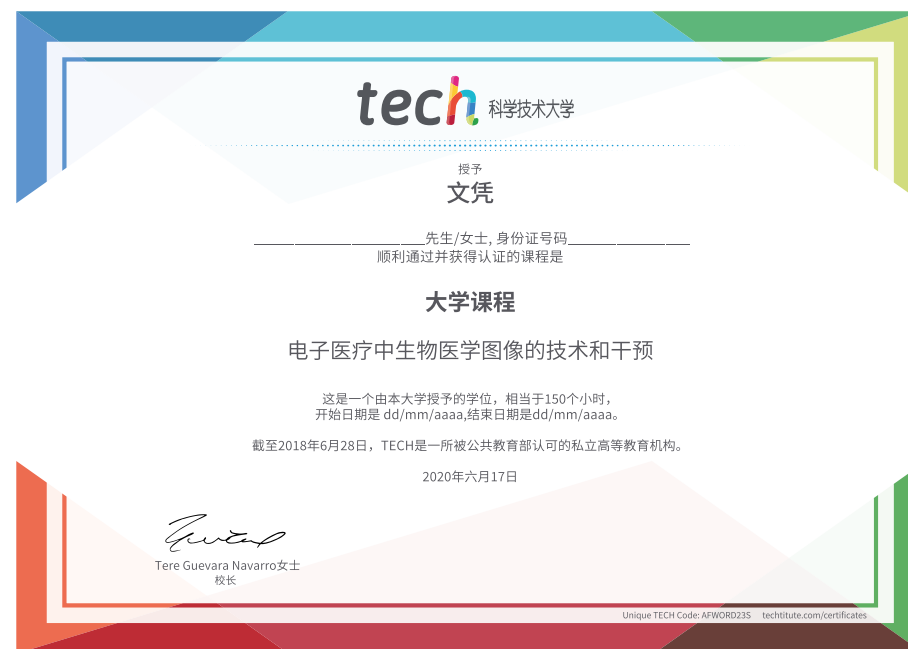 tech 科学技术大学
授予
文凭
________________________先生/女士, 身份证号码________________
顺利通过并获得认证的课程是
大学课程
电子医疗中生物医学图像的技术和干预
这是一个由本大学授予的学位，相当于150个小时，
开始日期是 dd/mm/aaaa,结束日期是dd/mm/aaaa。
截至2018年6月28日，TECH是一所被公共教育部认可的私立高等教育机构。
2020年六月17日
Tere Guevara Navarro女士
校长
Unique TECH Code: AFWORD23S techtitute.com/certificates